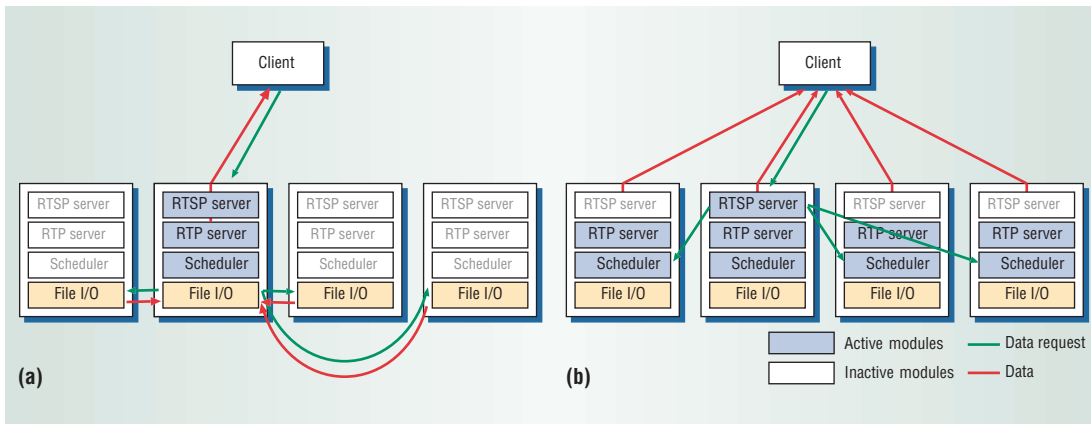 Client
RTSP server
RTP server
Scheduler
File I/O
RTSP server
RTP server
Scheduler
File I/O
RTSP server
RTP server
Scheduler
File I/O
RTSP server
RTP server
Scheduler
File I/O
(a)
Client
RTSP server
RTP server
Scheduler
File I/O
RTSP server
RTP server
Scheduler
File I/O
RTSP server
RTP server
Scheduler
File I/O
RTSP server
RTP server
Scheduler
File I/O
(b)
Active modules
Inactive modules
Data request
Data